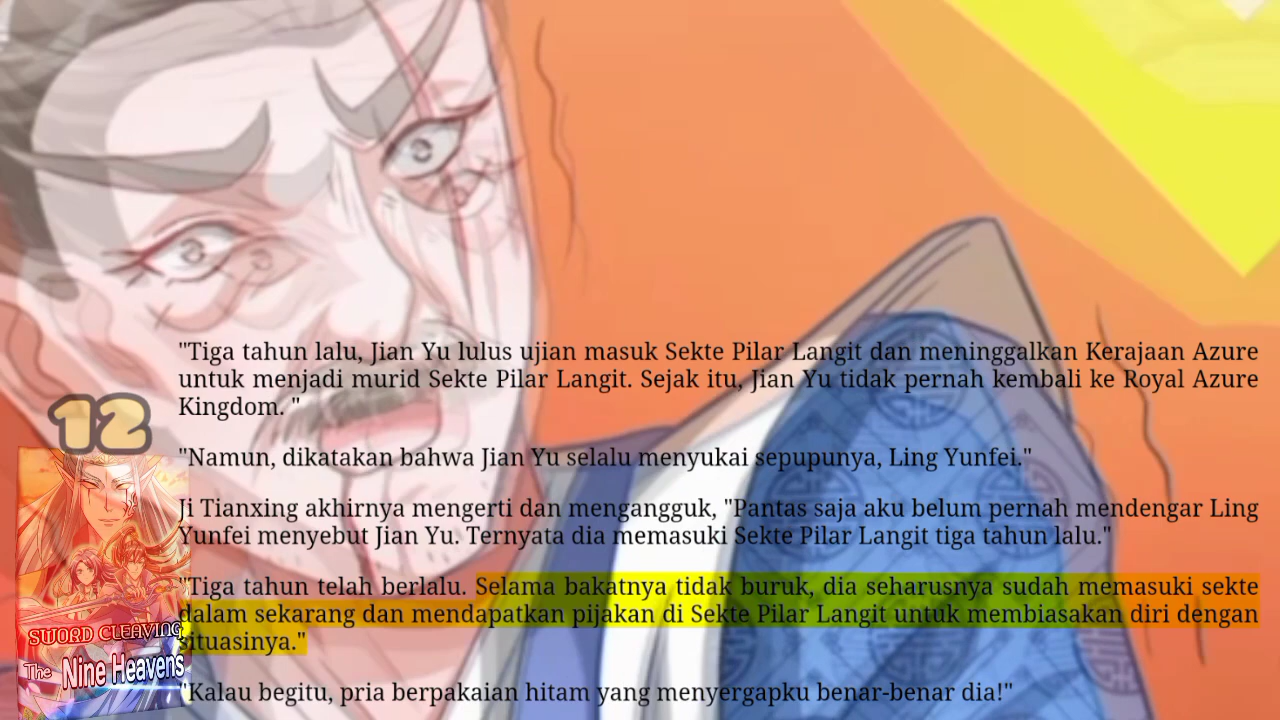 "Tiga tahun lalu, Jian Yu lulus ujian masuk Sekte Pilar Langit dan meninggalkan Kerajaan Azure
untuk menjadi murid Sekte Pilar Langit. Sejak itu, Jian Yu tidak pernah kembali ke Royal Azure
Kingdom. "
12
"Namun, dikatakan bahwa Jian Yu selalu menyukai sepupunya, Ling Yunfei."
Ji Tianxing akhirnya mengerti dan mengangguk, "Pantas saja aku belum pernah mendengar Ling
Yunfei menyebut Jian Yu. Ternyata dia memasuki Sekte Pilar Langit tiga tahun lalu."
"Tiga tahun telah berlalu. Selama bakatnya tidak buruk, dia seharusnya sudah memasuki sekte
dalam sekarang dan mendapatkan pijakan di Sekte Pilar Langit untuk membiasakan diri dengan
situasinya."
SWORD CLEAVING
The Nine Heavens
"Kalau begitu, pria berpakaian hitam yang menyergapku benar-benar dia!"